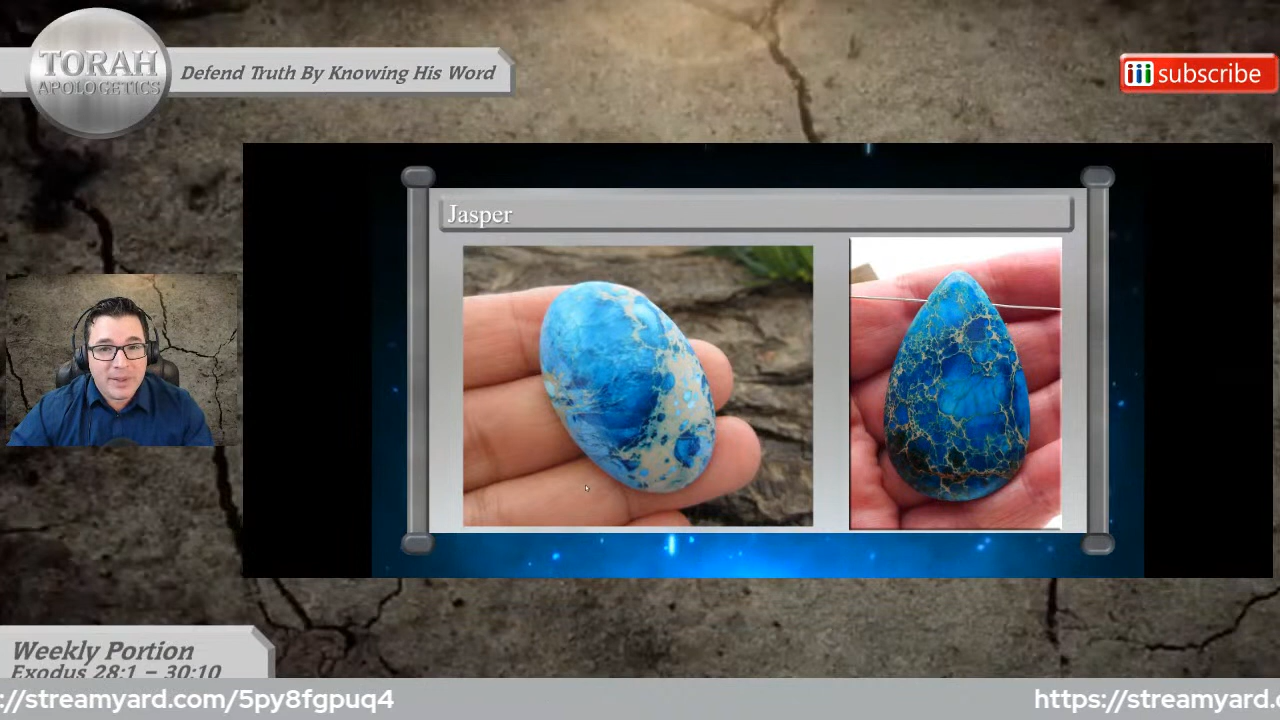 TORAH
APOLOGETICS
Defend Truth By Knowing His Word
subscribe
Jasper
Weekly Portion
Exodus 28:1 – 30:10
://streamyard.com/5py8fgpuq4
https://streamyard.c